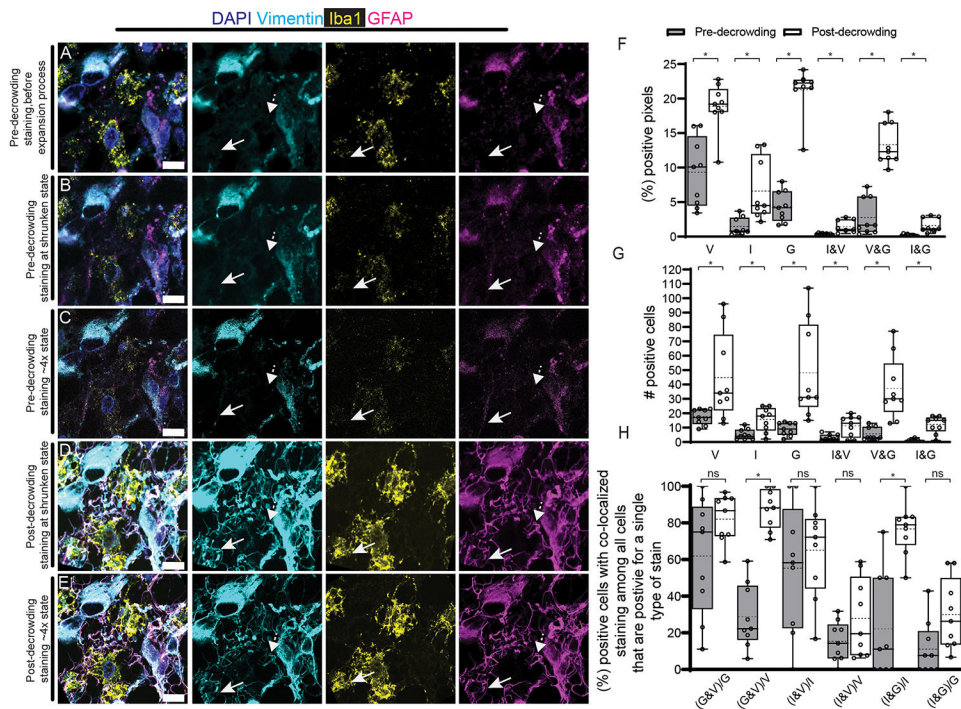 DAPI Vimentin Iba1 GFAP
A
Pre-decrowding
staining,before
expansion process
B
Pre-decrowding
staining at shrunken state
C
Pre-decrowding
staining ~4x state
D
Post-decrowding
staining at shrunken state
E
Post-decrowding
staining ~4x state
F
Pre-decrowding
Post-decrowding
* * * * * *
(%) positive pixels
25
20
15
10
5
0
V I G I&V V&G I&G
G
* * * * * *
# positive cells
120
110
100
90
80
70
60
50
40
30
20
10
0
V I G I&V V&G I&G
H
ns * ns ns * ns
(%) positive cells with co-localized
staining among all cells
that are postivie for a single
type of stain
100
80
60
40
20
0
(G&V)/G (G&V)/V (I&V)/I (I&V)/V (I&G)/I (I&G)/G